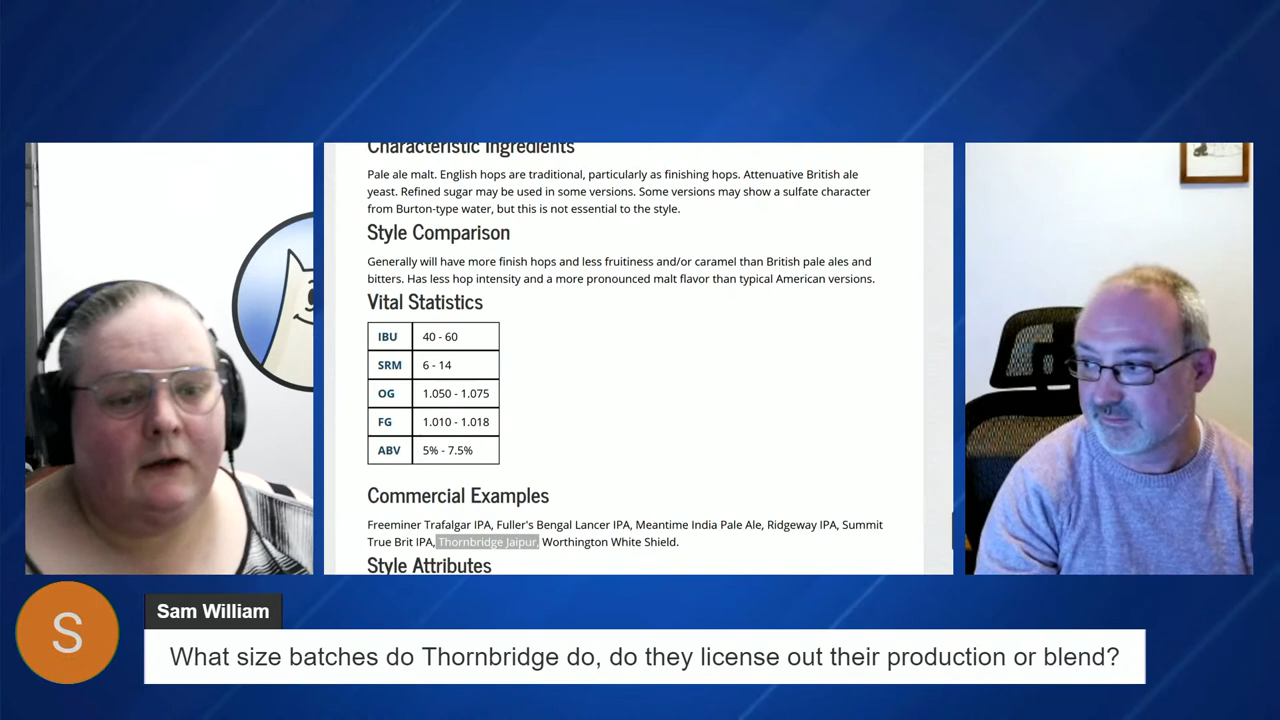 Characteristic Ingredients
Pale ale malt. English hops are traditional, particularly as finishing hops. Attenuative British ale
yeast. Refined sugar may be used in some versions. Some versions may show a sulfate character
from Burton-type water, but this is not essential to the style.
Style Comparison
Generally will have more finish hops and less fruitiness and/or caramel than British pale ales and
bitters. Has less hop intensity and a more pronounced malt flavor than typical American versions.
Vital Statistics
IBU 40 - 60
SRM 6 - 14
OG 1.050 - 1.075
FG 1.010 - 1.018
ABV 5% - 7.5%
Commercial Examples
Freeminer Trafalgar IPA, Fuller's Bengal Lancer IPA, Meantime India Pale Ale, Ridgeway IPA, Summit
True Brit IPA, Thornbridge Jaipur, Worthington White Shield.
Style Attributes
S
Sam William
What size batches do Thornbridge do, do they license out their production or blend?